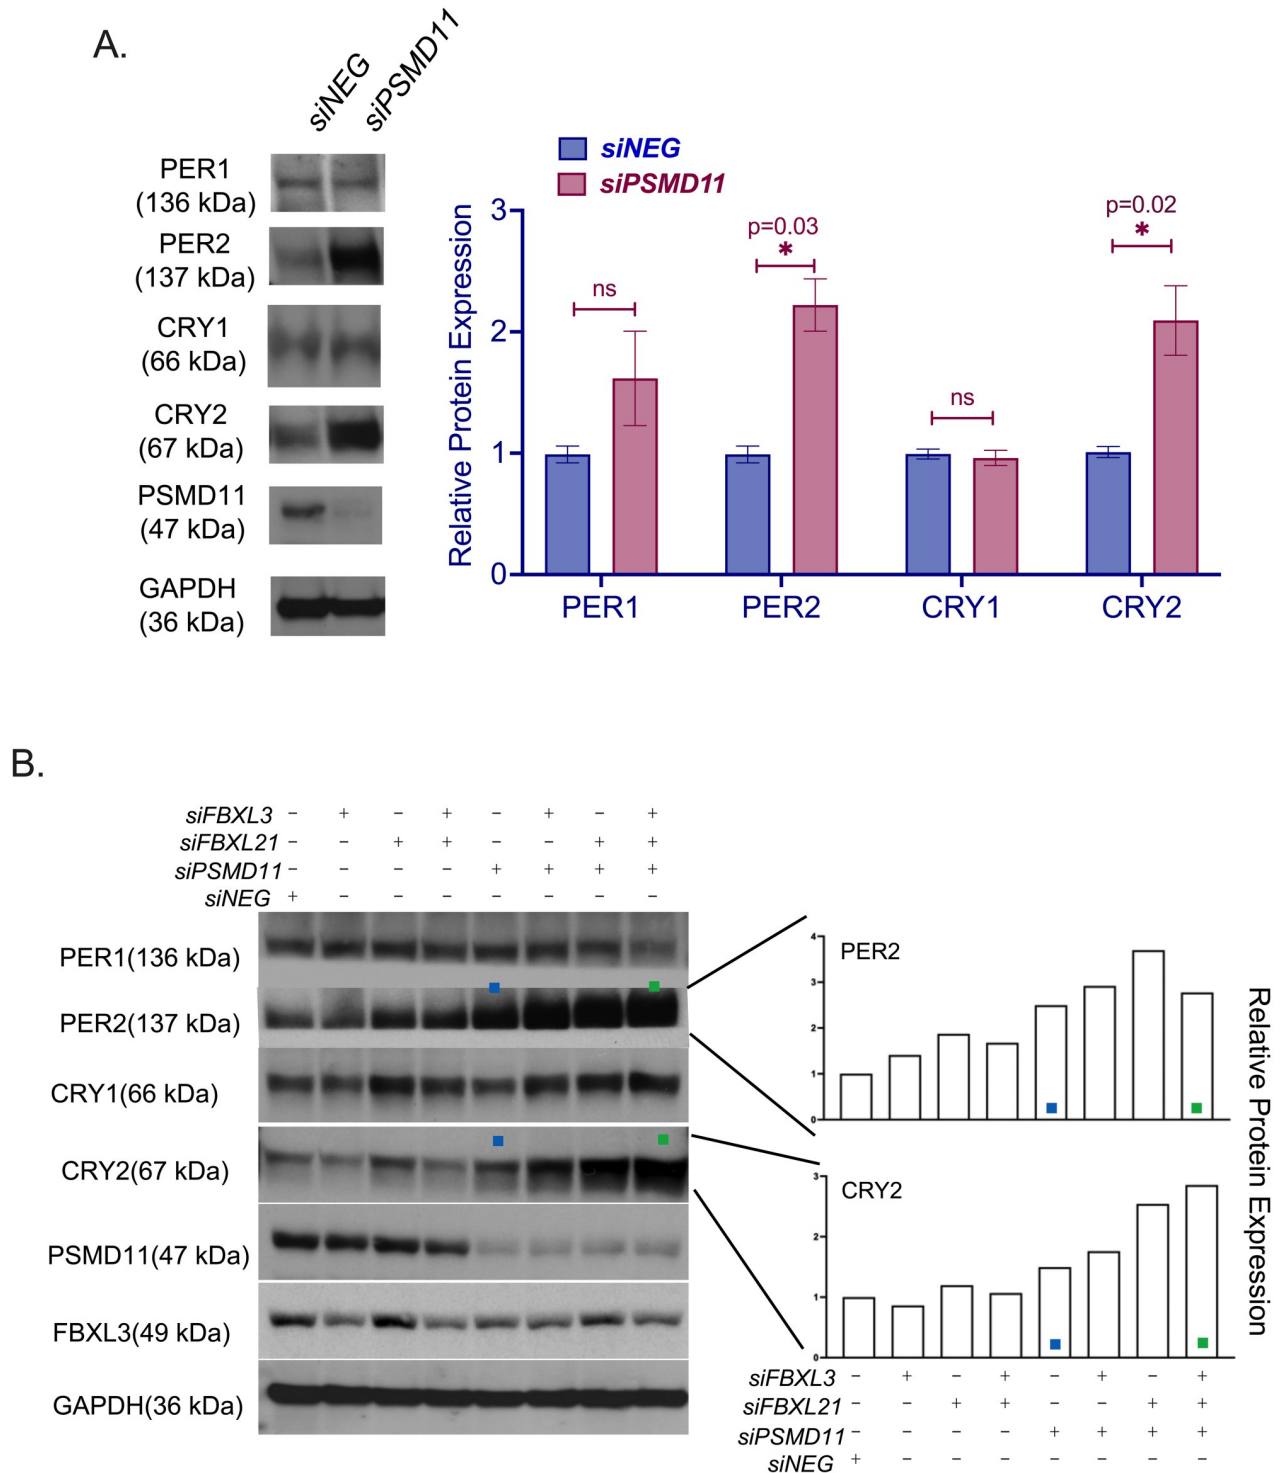 A.
siNEG
siPSMD11
PER1
(136 kDa)
PER2
(137 kDa)
CRY1
(66 kDa)
CRY2
(67 kDa)
PSMD11
(47 kDa)
GAPDH
(36 kDa)
siNEG
siPSMD11
Relative Protein Expression
3
2
1
0
ns
p=0.03
*
ns
p=0.02
*
PER1 PER2 CRY1 CRY2
B.
siFBXL3 – + – + – + – +
siFBXL21 – – + + – – + +
siPSMD11 – – – – + + + +
siNEG + – – – – – – –
PER1(136 kDa)
PER2(137 kDa)
CRY1(66 kDa)
CRY2(67 kDa)
PSMD11(47 kDa)
FBXL3(49 kDa)
GAPDH(36 kDa)
PER2
4
3
2
1
0
CRY2
3
2
1
0
Relative Protein Expression
siFBXL3 – + – + – + – +
siFBXL21 – – + + – – + +
siPSMD11 – – – – + + + +
siNEG + – – – – – – –